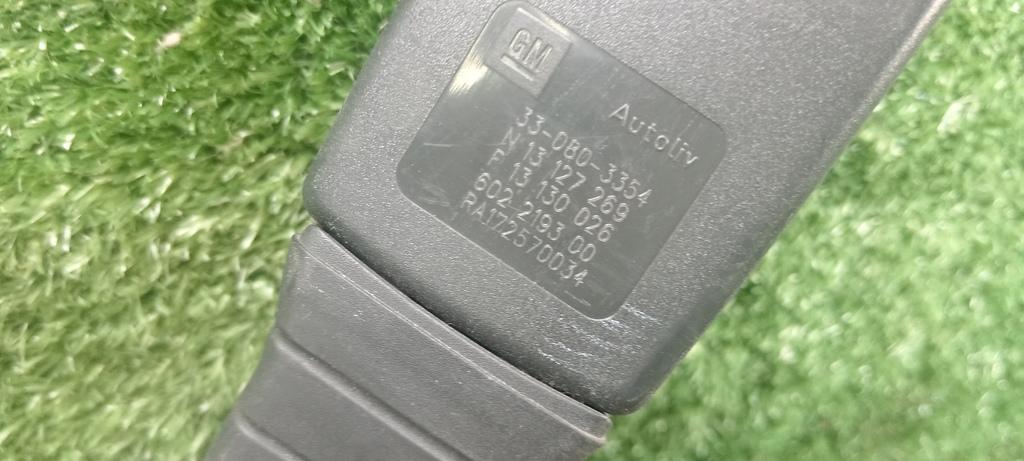 GM
Autoliv
33-080-3354
N 13 127 269
F 13 130 026
602 2193 00
RA172570034